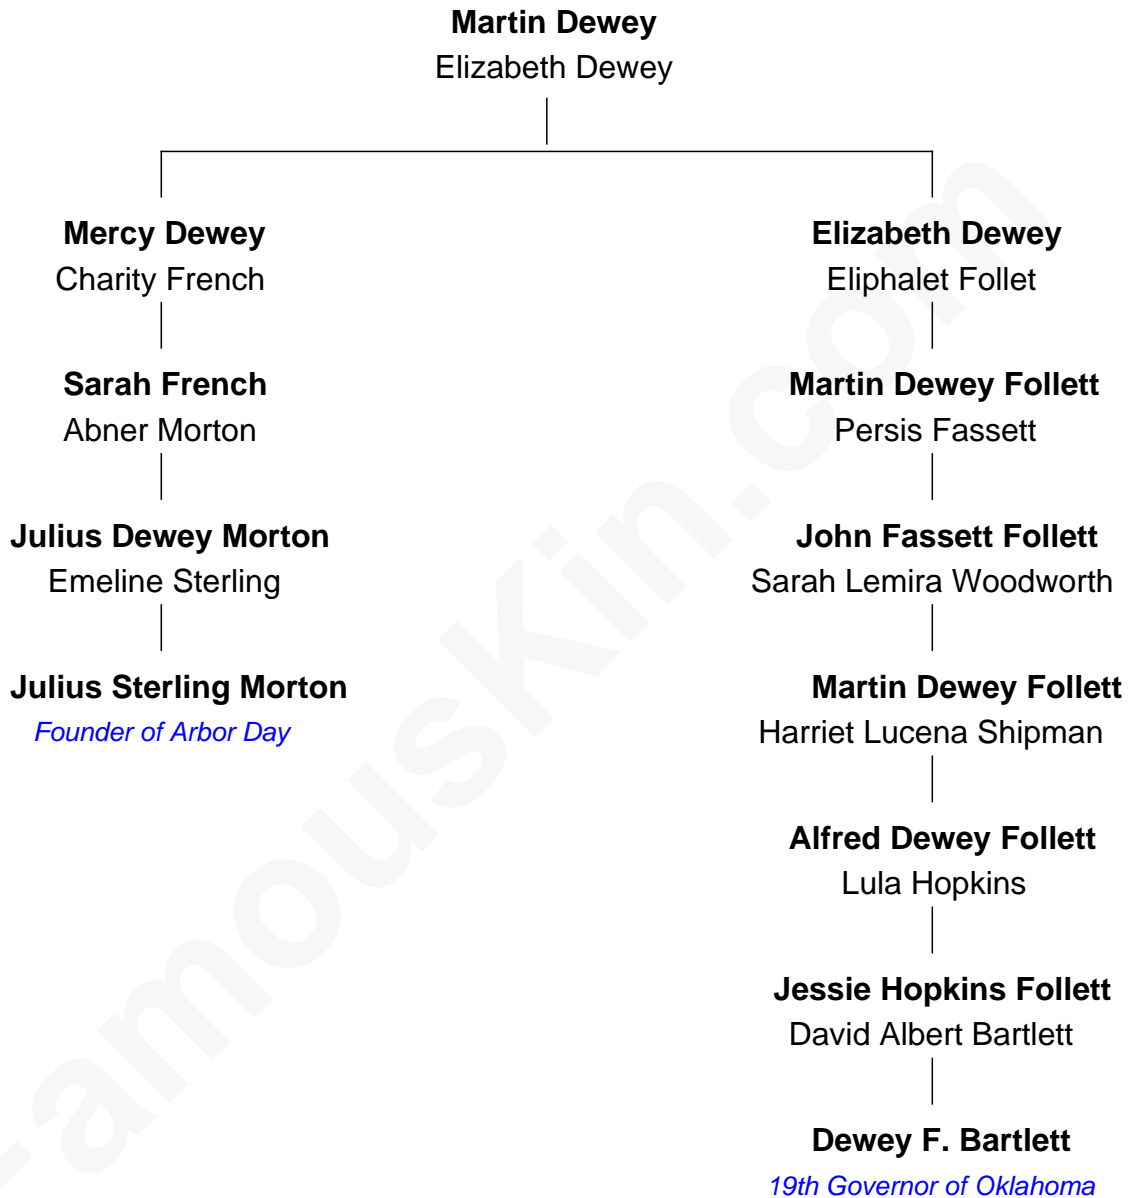 Martin Dewey
Elizabeth Dewey
Mercy Dewey
Charity French
Elizabeth Dewey
Eliphalet Follet
Sarah French
Abner Morton
Martin Dewey Follett
Persis Fassett
Julius Dewey Morton
Emeline Sterling
John Fassett Follett
Sarah Lemira Woodworth
Julius Sterling Morton
Founder of Arbor Day
Martin Dewey Follett
Harriet Lucena Shipman
Alfred Dewey Follett
Lula Hopkins
Jessie Hopkins Follett
David Albert Bartlett
Dewey F. Bartlett
19th Governor of Oklahoma
FamousKin.com